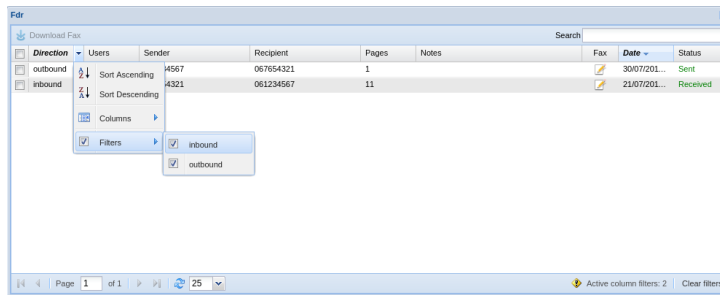 Fdr
Download Fax Search
Direction Users Sender Recipient Pages Notes Fax Date Status
outbound 4567 067654321 1 30/07/201... Sent
inbound 4321 061234567 11 21/07/201... Received
Sort Ascending
Sort Descending
Columns
Filters
inbound
outbound
Page 1 of 1 25 Active column filters: 2 Clear filters